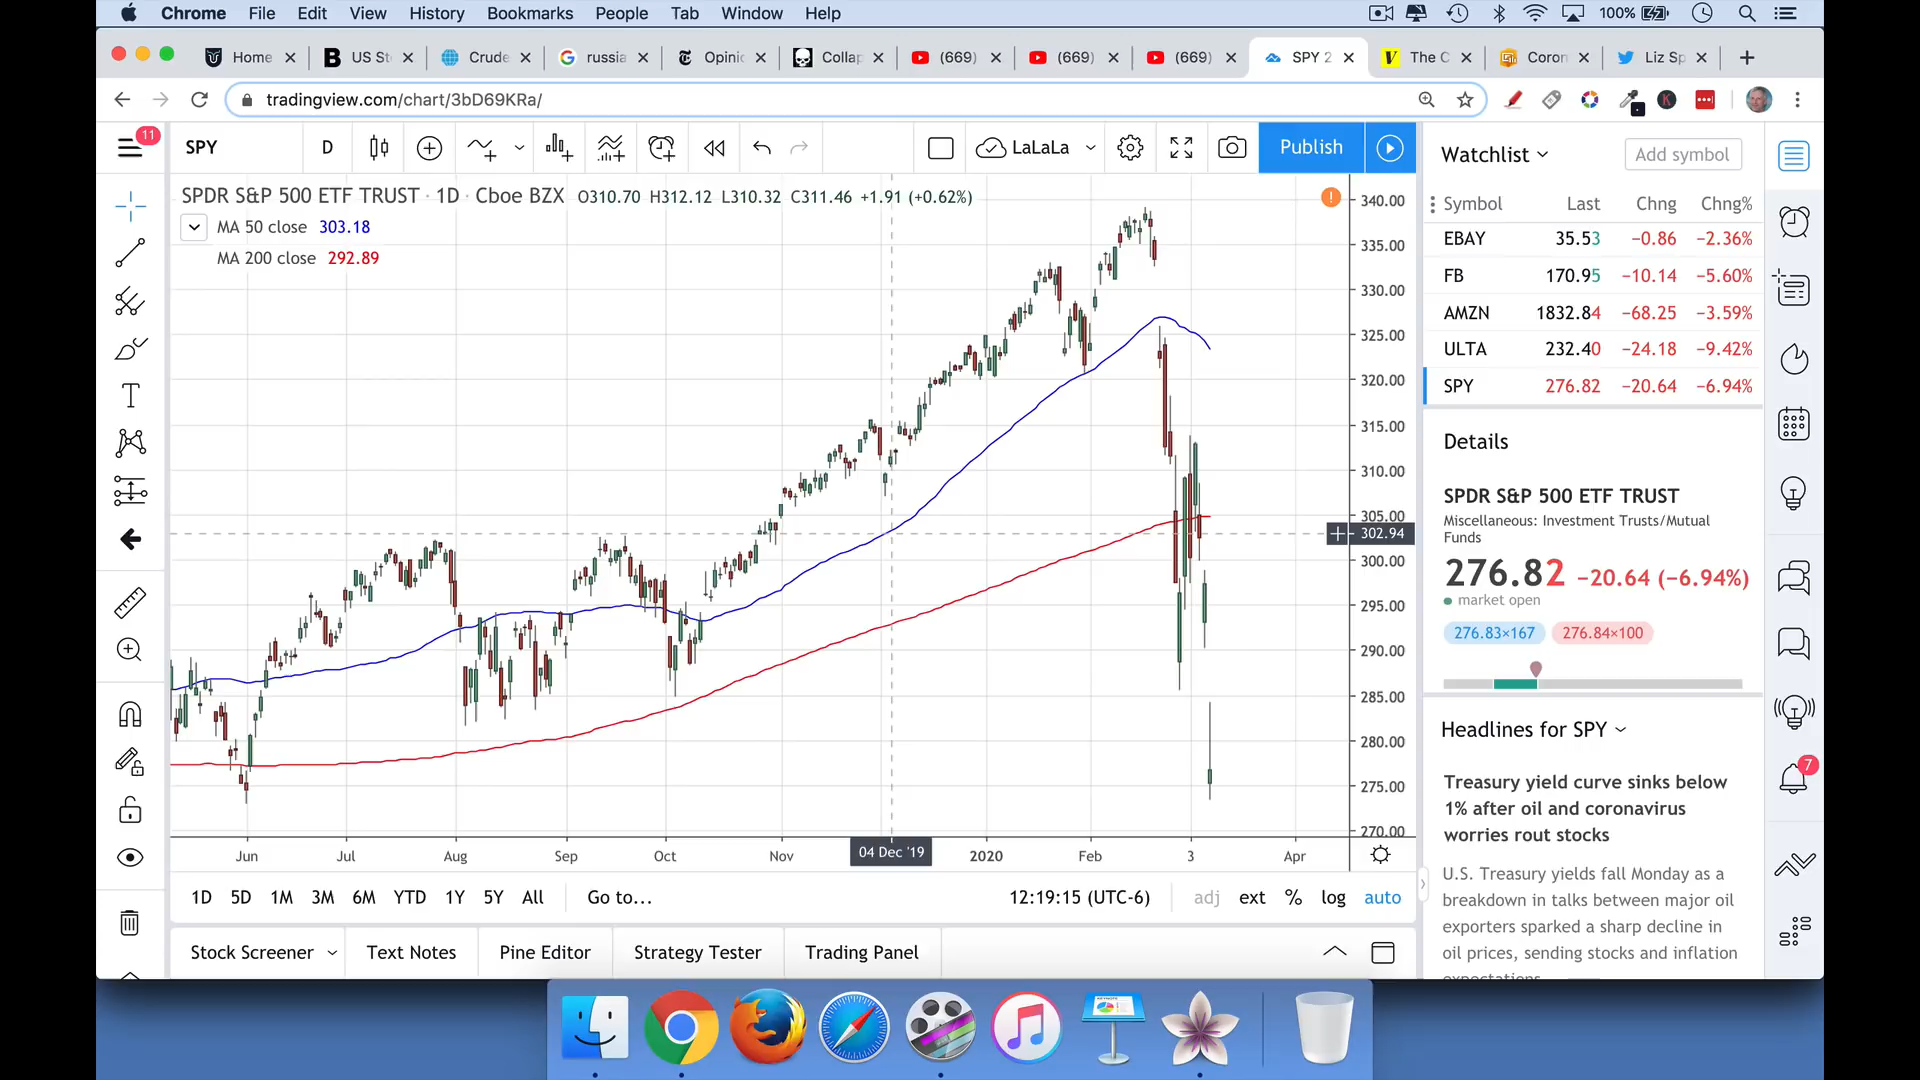 Chrome File Edit View History Bookmarks People Tab Window Help 100%
Home US St Crude russia Opini Collap (669) (669) (669) SPY 2 The C Coron Liz Sp
tradingview.com/chart/3bD69KRa/
11 SPY D LaLaLa Publish
SPDR S&P 500 ETF TRUST · 1D · Cboe BZX O310.70 H312.12 L310.32 C311.46 +1.91 (+0.62%)
MA 50 close 303.18
MA 200 close 292.89
340.00
335.00
330.00
325.00
320.00
315.00
310.00
305.00
302.94
300.00
295.00
290.00
285.00
280.00
275.00
270.00
Jun Jul Aug Sep Oct Nov 04 Dec '19 2020 Feb 3 Apr
1D 5D 1M 3M 6M YTD 1Y 5Y All Go to... 12:19:15 (UTC-6) adj ext % log auto
Stock Screener Text Notes Pine Editor Strategy Tester Trading Panel
Watchlist Add symbol
Symbol Last Chng Chng%
EBAY 35.53 −0.86 −2.36%
FB 170.95 −10.14 −5.60%
AMZN 1832.84 −68.25 −3.59%
ULTA 232.40 −24.18 −9.42%
SPY 276.82 −20.64 −6.94%
Details
SPDR S&P 500 ETF TRUST
Miscellaneous: Investment Trusts/Mutual
Funds
276.82 −20.64 (−6.94%)
market open
276.83×167 276.84×100
Headlines for SPY
7
Treasury yield curve sinks below
1% after oil and coronavirus
worries rout stocks
U.S. Treasury yields fall Monday as a
breakdown in talks between major oil
exporters sparked a sharp decline in
oil prices, sending stocks and inflation
expectations
KEYNOTE